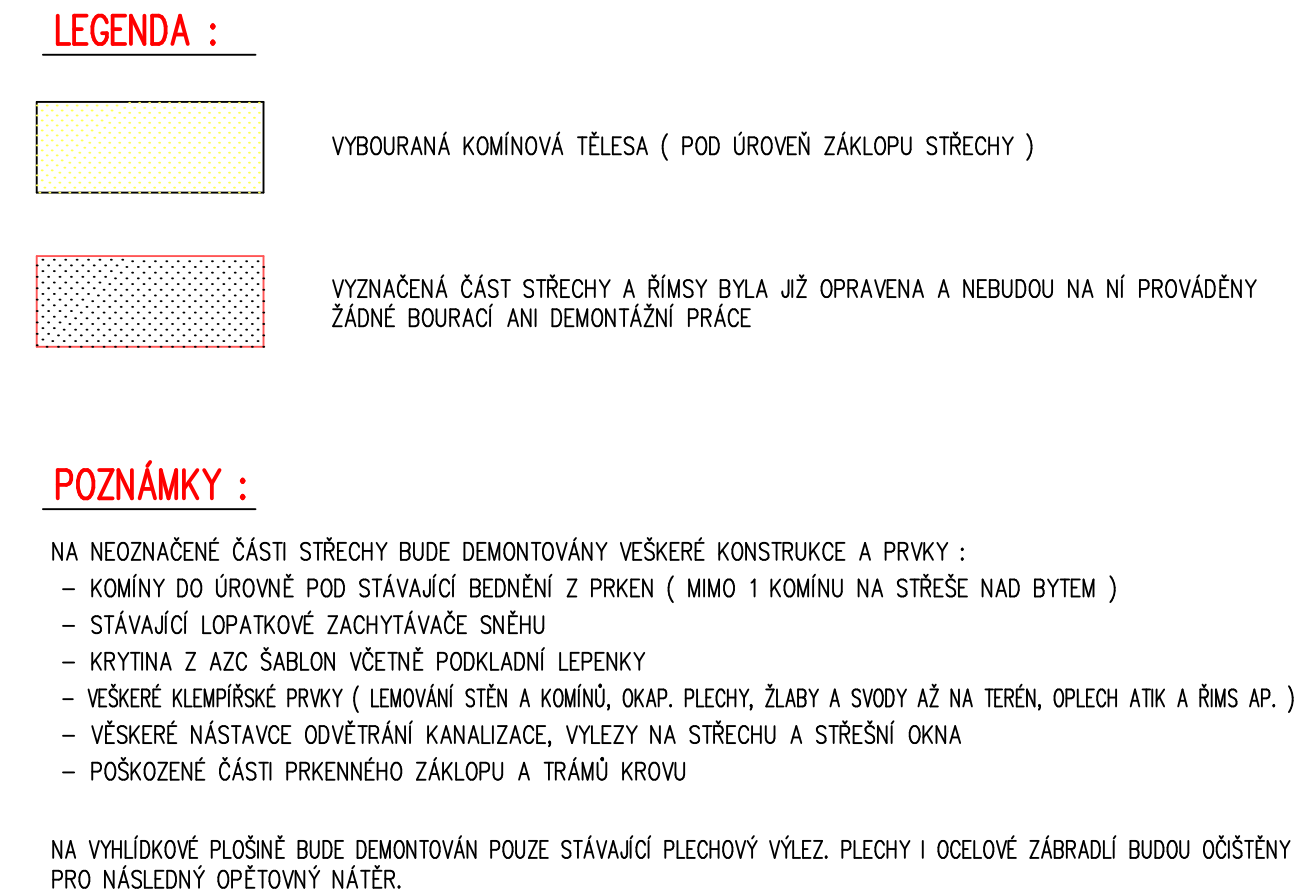 LEGENDA :
VYBOURANÁ KOMÍNOVÁ TĚLESA ( POD ÚROVEŇ ZÁKLOPU STŘECHY )
VYZNAČENÁ ČÁST STŘECHY A ŘÍMSY BYLA JIŽ OPRAVENA A NEBUDOU NA NÍ PROVÁDĚNY
ŽÁDNÉ BOURACÍ ANI DEMONTÁŽNÍ PRÁCE
POZNÁMKY :
NA NEOZNAČENÉ ČÁSTI STŘECHY BUDE DEMONTOVÁNY VEŠKERÉ KONSTRUKCE A PRVKY :
– KOMÍNY DO ÚROVNĚ POD STÁVAJÍCÍ BEDNĚNÍ Z PRKEN ( MIMO 1 KOMÍNU NA STŘEŠE NAD BYTEM )
– STÁVAJÍCÍ LOPATKOVÉ ZACHYTÁVAČE SNĚHU
– KRYTINA Z AZC ŠABLON VČETNĚ PODKLADNÍ LEPENKY
– VEŠKERÉ KLEMPÍŘSKÉ PRVKY ( LEMOVÁNÍ STĚN A KOMÍNŮ, OKAP. PLECHY, ŽLABY A SVODY AŽ NA TERÉN, OPLECH ATIK A ŘIMS AP. )
– VĚSKERÉ NÁSTAVCE ODVĚTRÁNÍ KANALIZACE, VYLEZY NA STŘECHU A STŘEŠNÍ OKNA
– POŠKOZENÉ ČÁSTI PRKENNÉHO ZÁKLOPU A TRÁMŮ KROVU
NA VYHLÍDKOVÉ PLOŠINĚ BUDE DEMONTOVÁN POUZE STÁVAJÍCÍ PLECHOVÝ VÝLEZ. PLECHY I OCELOVÉ ZÁBRADLÍ BUDOU OČIŠTĚNY
PRO NÁSLEDNÝ OPĚTOVNÝ NÁTĚR.